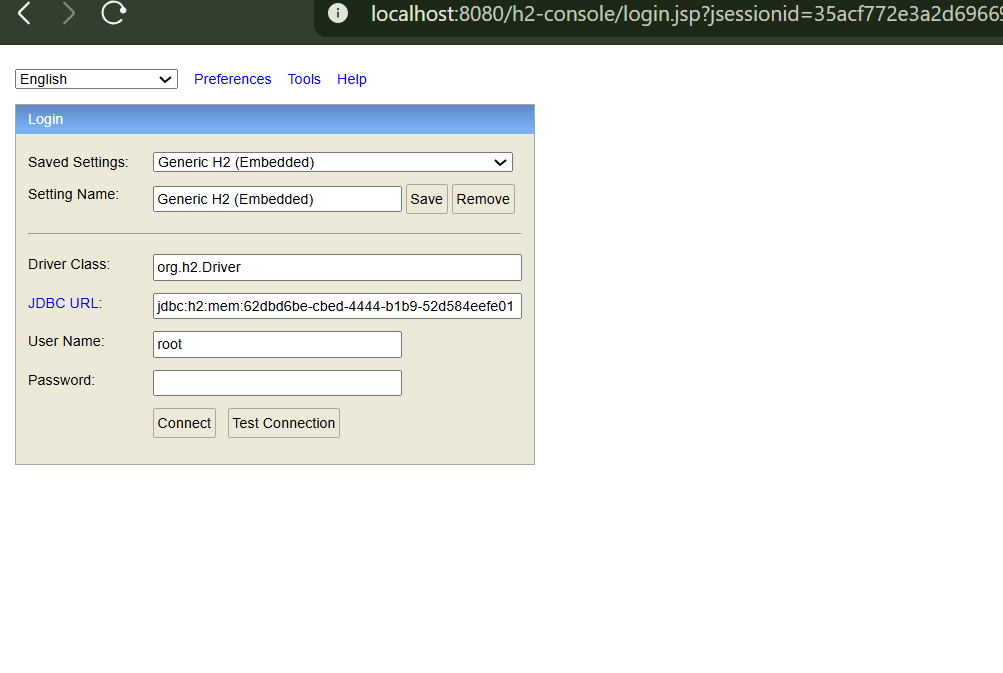 localhost:8080/h2-console/login.jsp?jsessionid=35acf772e3a2d6966
English Preferences Tools Help
Login
Saved Settings: Generic H2 (Embedded)
Setting Name: Generic H2 (Embedded) Save Remove
Driver Class: org.h2.Driver
JDBC URL: jdbc:h2:mem:62dbd6be-cbed-4444-b1b9-52d584eefe01
User Name: root
Password:
Connect Test Connection